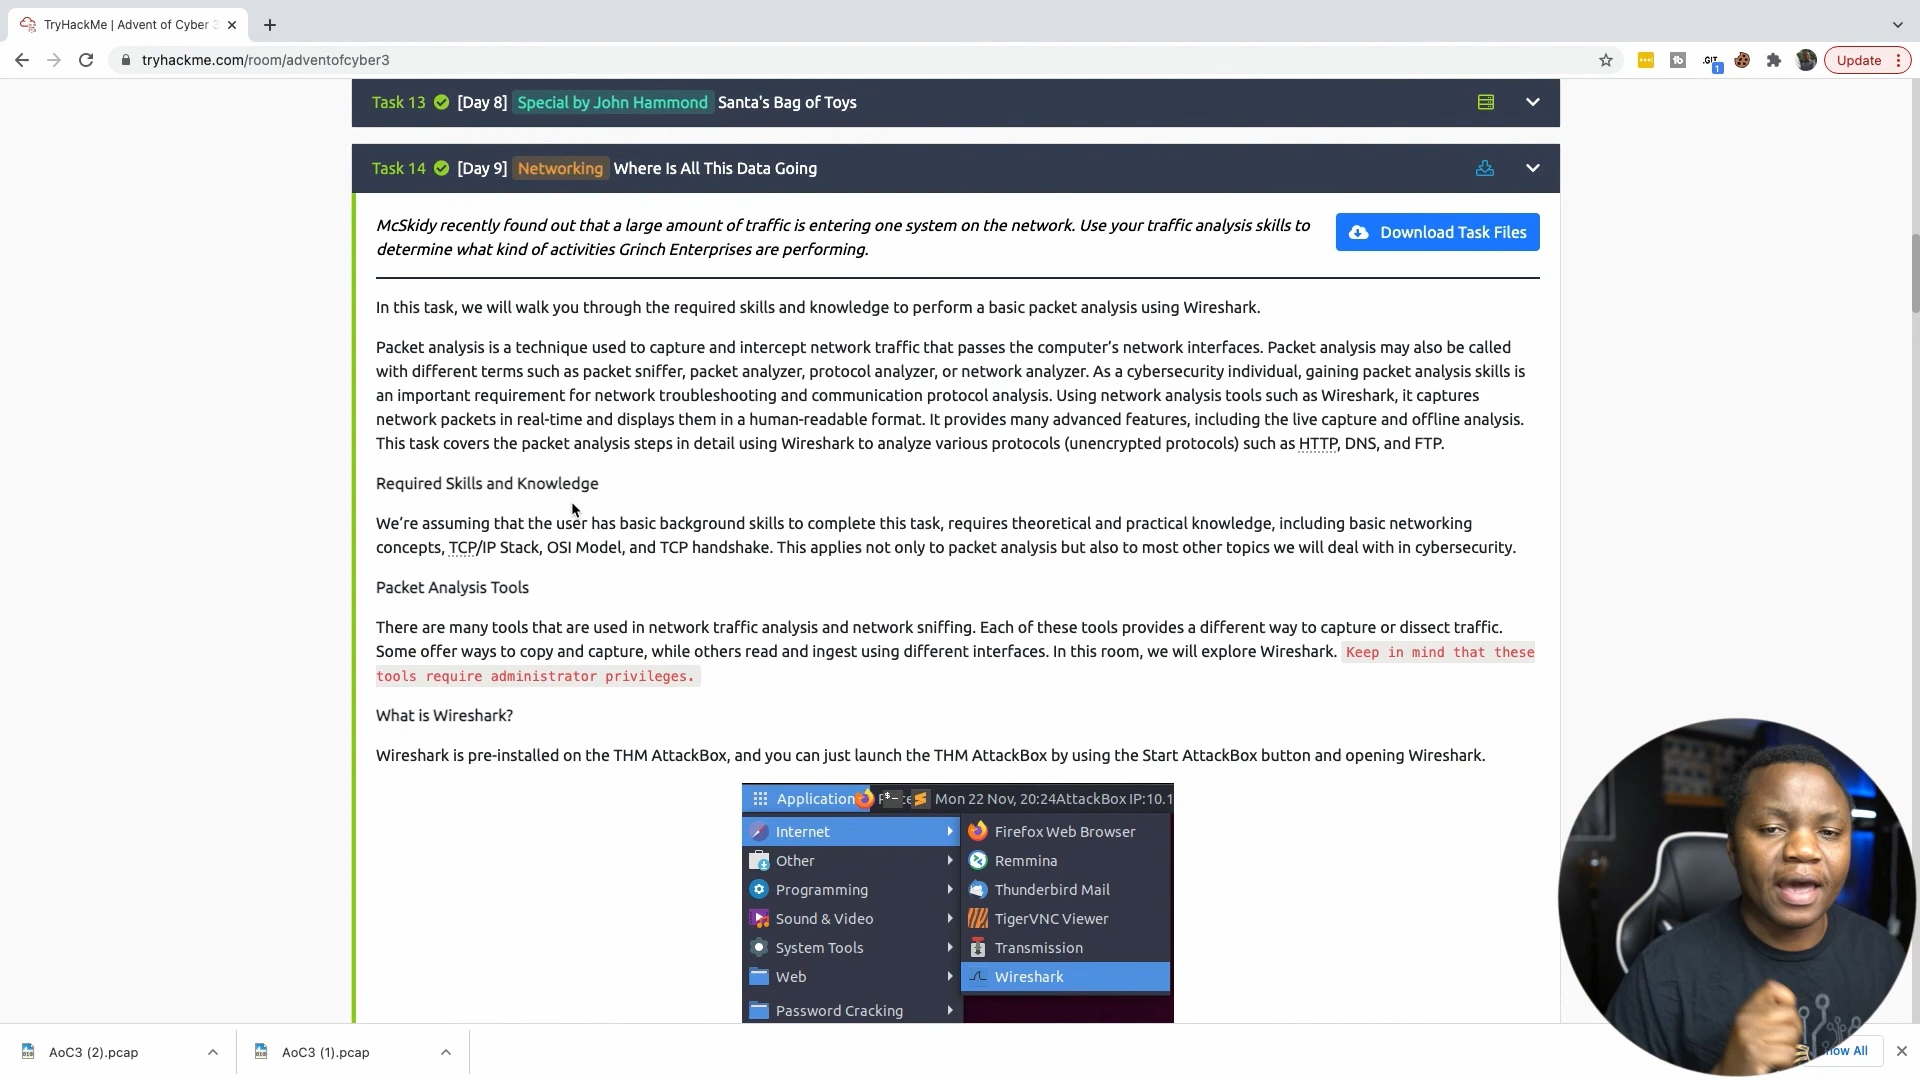 TryHackMe | Advent of Cyber 3
tryhackme.com/room/adventofcyber3
.GIT
1
Update
Task 13 [Day 8] Special by John Hammond Santa's Bag of Toys
Task 14 [Day 9] Networking Where Is All This Data Going
McSkidy recently found out that a large amount of traffic is entering one system on the network. Use your traffic analysis skills to
determine what kind of activities Grinch Enterprises are performing.
Download Task Files
In this task, we will walk you through the required skills and knowledge to perform a basic packet analysis using Wireshark.
Packet analysis is a technique used to capture and intercept network traffic that passes the computer’s network interfaces. Packet analysis may also be called
with different terms such as packet sniffer, packet analyzer, protocol analyzer, or network analyzer. As a cybersecurity individual, gaining packet analysis skills is
an important requirement for network troubleshooting and communication protocol analysis. Using network analysis tools such as Wireshark, it captures
network packets in real-time and displays them in a human-readable format. It provides many advanced features, including the live capture and offline analysis.
This task covers the packet analysis steps in detail using Wireshark to analyze various protocols (unencrypted protocols) such as HTTP, DNS, and FTP.
Required Skills and Knowledge
We’re assuming that the user has basic background skills to complete this task, requires theoretical and practical knowledge, including basic networking
concepts, TCP/IP Stack, OSI Model, and TCP handshake. This applies not only to packet analysis but also to most other topics we will deal with in cybersecurity.
Packet Analysis Tools
There are many tools that are used in network traffic analysis and network sniffing. Each of these tools provides a different way to capture or dissect traffic.
Some offer ways to copy and capture, while others read and ingest using different interfaces. In this room, we will explore Wireshark. Keep in mind that these
tools require administrator privileges.
What is Wireshark?
Wireshark is pre-installed on the THM AttackBox, and you can just launch the THM AttackBox by using the Start AttackBox button and opening Wireshark.
Application Mon 22 Nov, 20:24 AttackBox IP:10.1
Internet
Other
Programming
Sound & Video
System Tools
Web
Password Cracking
Firefox Web Browser
Remmina
Thunderbird Mail
TigerVNC Viewer
Transmission
Wireshark
AoC3 (2).pcap
AoC3 (1).pcap
All